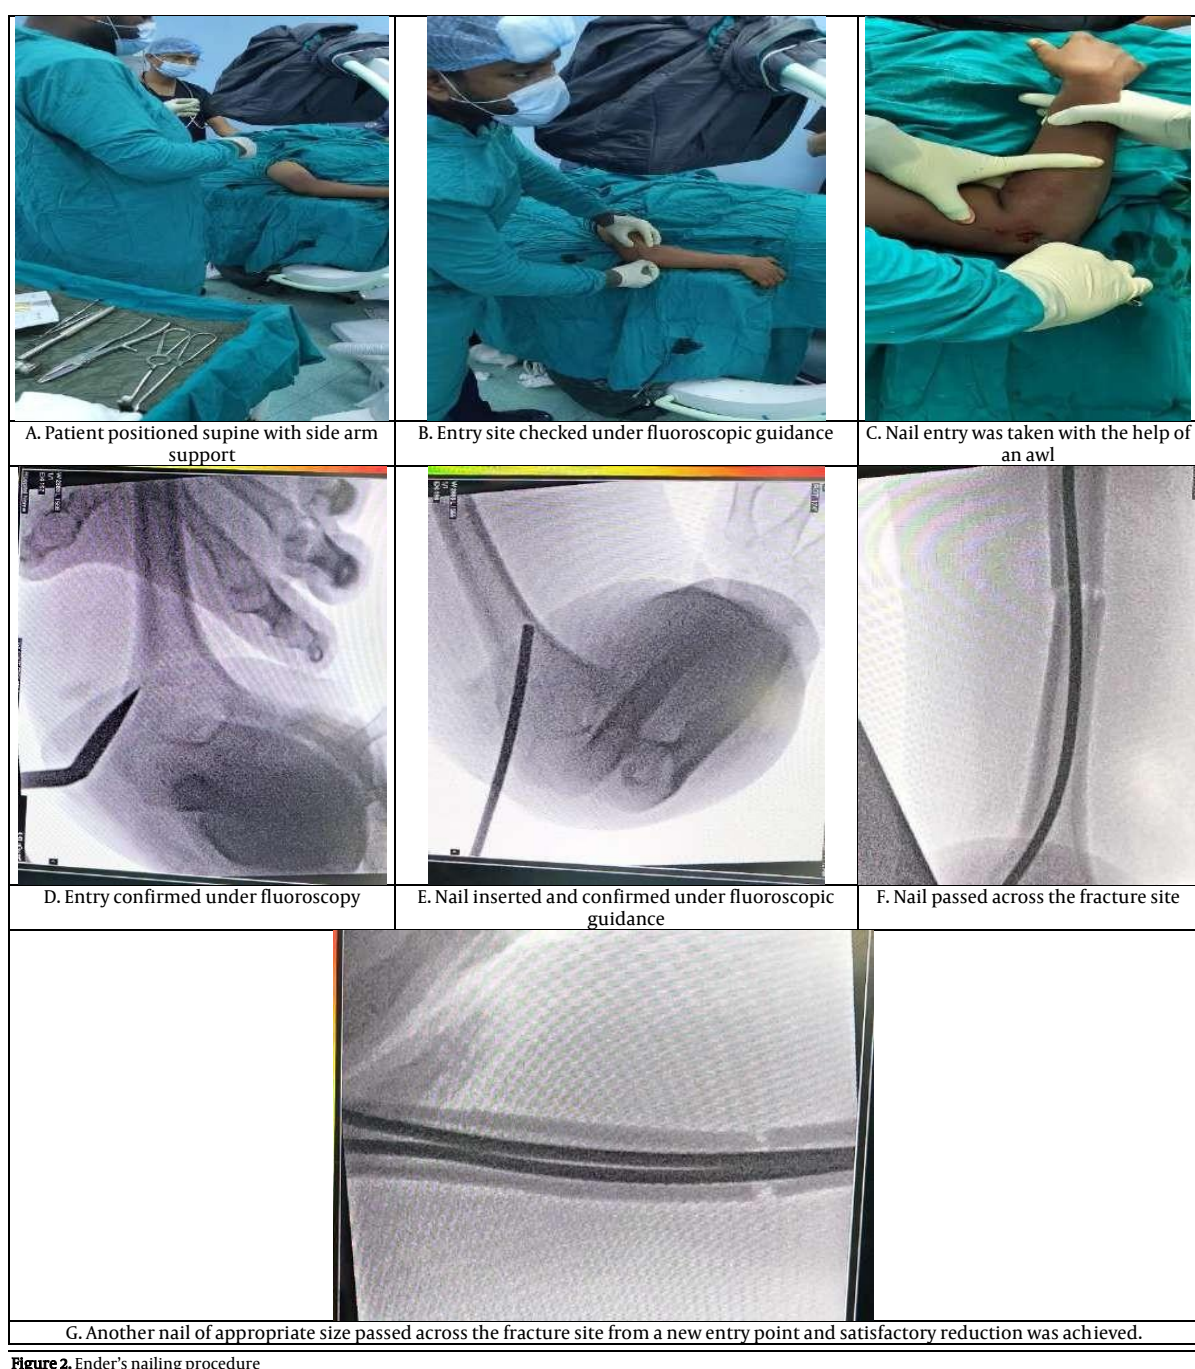 A. Patient positioned supine with side arm
support
B. Entry site checked under fluoroscopic guidance
C. Nail entry was taken with the help of
an awl
D. Entry confirmed under fluoroscopy
E. Nail inserted and confirmed under fluoroscopic
guidance
F. Nail passed across the fracture site
G. Another nail of appropriate size passed across the fracture site from a new entry point and satisfactory reduction was achieved.
Figure 2. Ender's nailing procedure